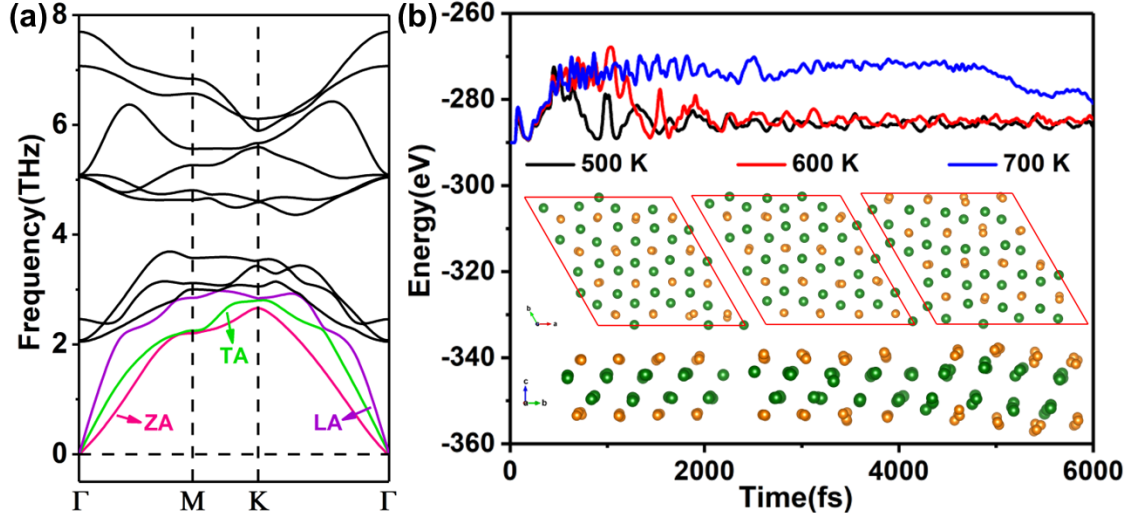 (a)
8
6
4
2
0
Frequency(THz)
ZA
TA
LA
Γ M K Γ
(b)
-260
-280
-300
-320
-340
-360
Energy(eV)
500 K 600 K 700 K
b
a
c
b
0 2000 4000 6000
Time(fs)